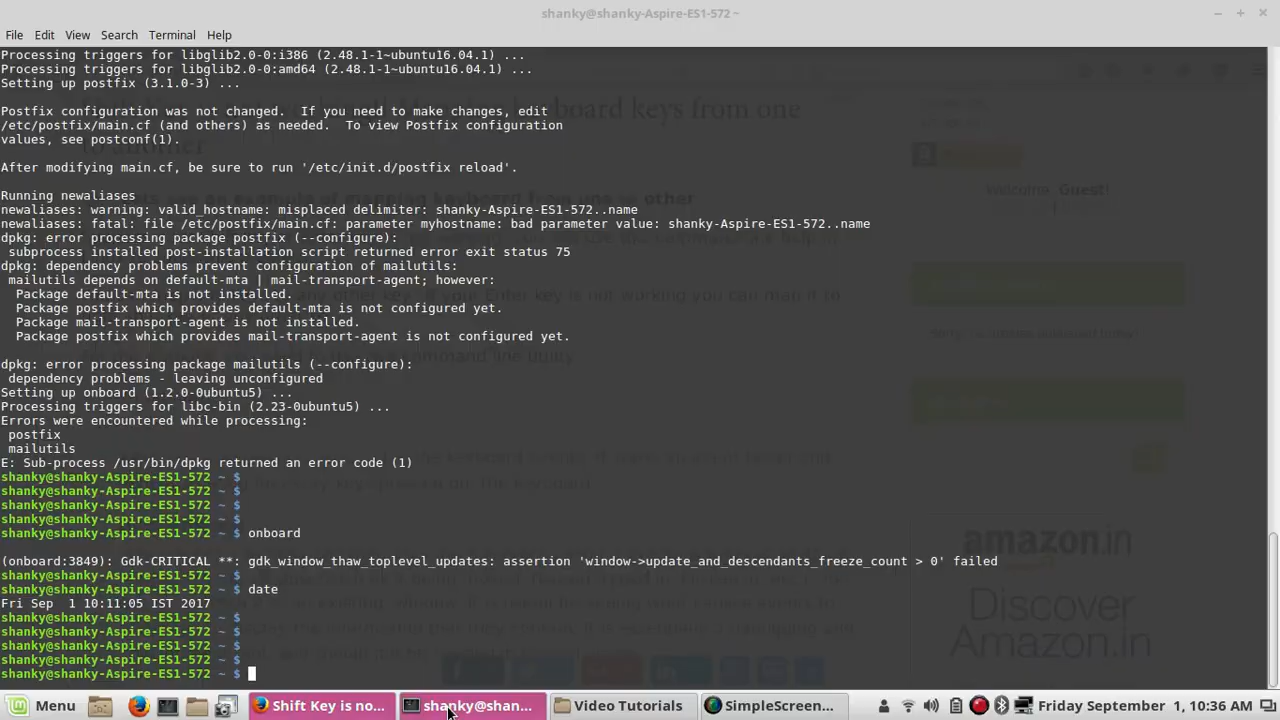 shanky@shanky-Aspire-ES1-572 ~
File Edit View Search Terminal Help
Processing triggers for libglib2.0-0:i386 (2.48.1-1~ubuntu16.04.1) ...
Processing triggers for libglib2.0-0:amd64 (2.48.1-1~ubuntu16.04.1) ...
Setting up postfix (3.1.0-3) ...
Postfix configuration was not changed.  If you need to make changes, edit
/etc/postfix/main.cf (and others) as needed.  To view Postfix configuration
values, see postconf(1).
After modifying main.cf, be sure to run '/etc/init.d/postfix reload'.
Running newaliases
newaliases: warning: valid_hostname: misplaced delimiter: shanky-Aspire-ES1-572..name
newaliases: fatal: file /etc/postfix/main.cf: parameter myhostname: bad parameter value: shanky-Aspire-ES1-572..name
dpkg: error processing package postfix (--configure):
subprocess installed post-installation script returned error exit status 75
dpkg: dependency problems prevent configuration of mailutils:
mailutils depends on default-mta | mail-transport-agent; however:
Package default-mta is not installed.
Package postfix which provides default-mta is not configured yet.
Package mail-transport-agent is not installed.
Package postfix which provides mail-transport-agent is not configured yet.
dpkg: error processing package mailutils (--configure):
dependency problems - leaving unconfigured
Setting up onboard (1.2.0-0ubuntu5) ...
Processing triggers for libc-bin (2.23-0ubuntu5) ...
Errors were encountered while processing:
postfix
mailutils
E: Sub-process /usr/bin/dpkg returned an error code (1)
shanky@shanky-Aspire-ES1-572 ~ $
shanky@shanky-Aspire-ES1-572 ~ $
shanky@shanky-Aspire-ES1-572 ~ $
shanky@shanky-Aspire-ES1-572 ~ $
shanky@shanky-Aspire-ES1-572 ~ $ onboard
(onboard:3849): Gdk-CRITICAL **: gdk_window_thaw_toplevel_updates: assertion 'window->update_and_descendants_freeze_count > 0' failed
shanky@shanky-Aspire-ES1-572 ~ $
shanky@shanky-Aspire-ES1-572 ~ $ date
Fri Sep  1 10:11:05 IST 2017
shanky@shanky-Aspire-ES1-572 ~ $
shanky@shanky-Aspire-ES1-572 ~ $
shanky@shanky-Aspire-ES1-572 ~ $
shanky@shanky-Aspire-ES1-572 ~ $
shanky@shanky-Aspire-ES1-572 ~ $
Welcome, Guest!
amazon.in
Discover
Amazon.in
Menu Shift Key is no... shanky@shan... Video Tutorials SimpleScreen... Friday September 1, 10:36 AM